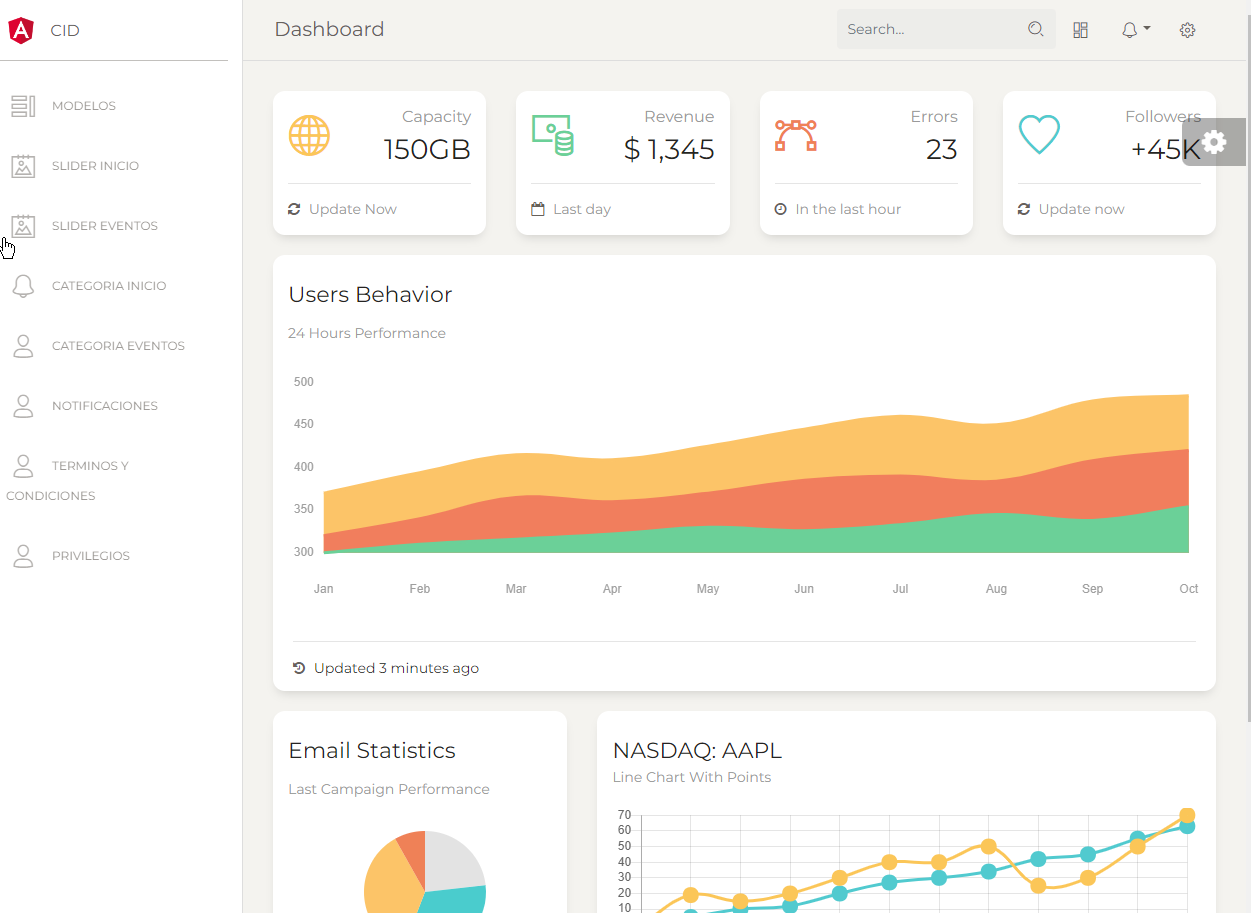 CID
MODELOS
SLIDER INICIO
SLIDER EVENTOS
CATEGORIA INICIO
CATEGORIA EVENTOS
NOTIFICACIONES
TERMINOS Y
CONDICIONES
PRIVILEGIOS
Dashboard
Search...
Capacity
150GB
Update Now
Revenue
$ 1,345
Last day
Errors
23
In the last hour
Followers
+45K
Update now
Users Behavior
24 Hours Performance
500
450
400
350
300
Jan Feb Mar Apr May Jun Jul Aug Sep Oct
Updated 3 minutes ago
Email Statistics
Last Campaign Performance
NASDAQ: AAPL
Line Chart With Points
70
60
50
40
30
20
10